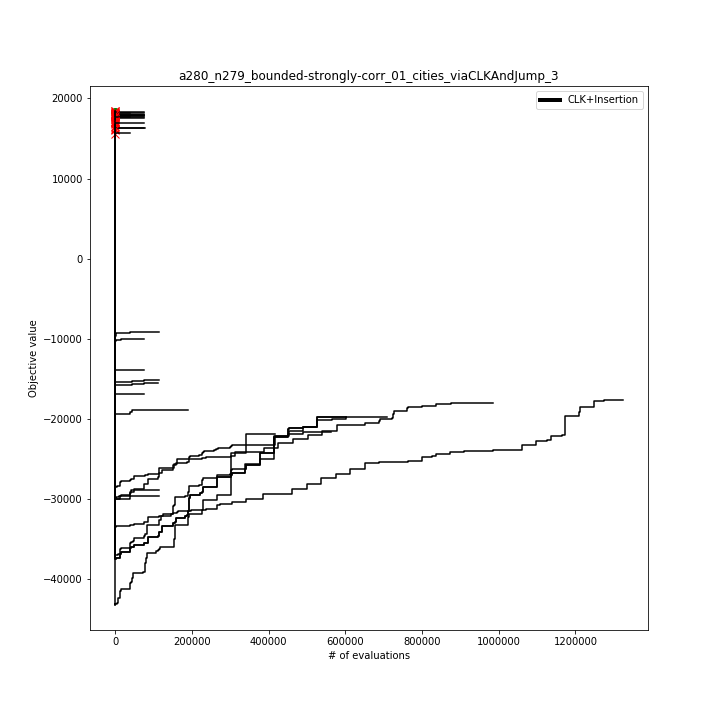 a280_n279_bounded-strongly-corr_01_cities_viaCLKAndJump_3
CLK+Insertion
20000
10000
0
−10000
−20000
−30000
−40000
Objective value
0 200000 400000 600000 800000 1000000 1200000
# of evaluations